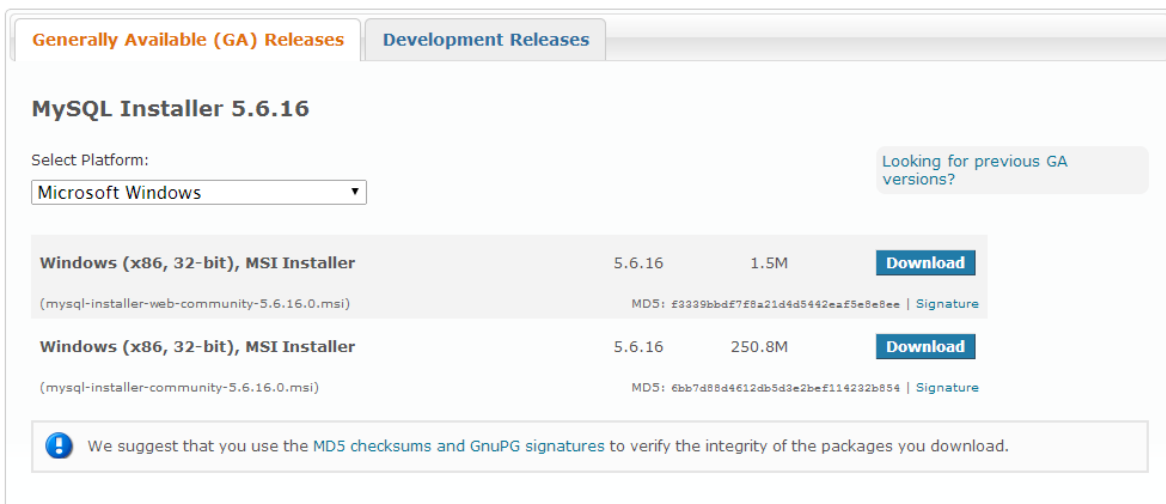 Generally Available (GA) Releases
Development Releases
MySQL Installer 5.6.16
Select Platform:
Microsoft Windows
Looking for previous GA
versions?
Windows (x86, 32-bit), MSI Installer 5.6.16 1.5M Download
(mysql-installer-web-community-5.6.16.0.msi) MD5: f3339bbdf7f8a21d4d5442eaf5e8e8ee | Signature
Windows (x86, 32-bit), MSI Installer 5.6.16 250.8M Download
(mysql-installer-community-5.6.16.0.msi) MD5: 6bb7d88d4612db5d3e2bef114232b854 | Signature
We suggest that you use the MD5 checksums and GnuPG signatures to verify the integrity of the packages you download.